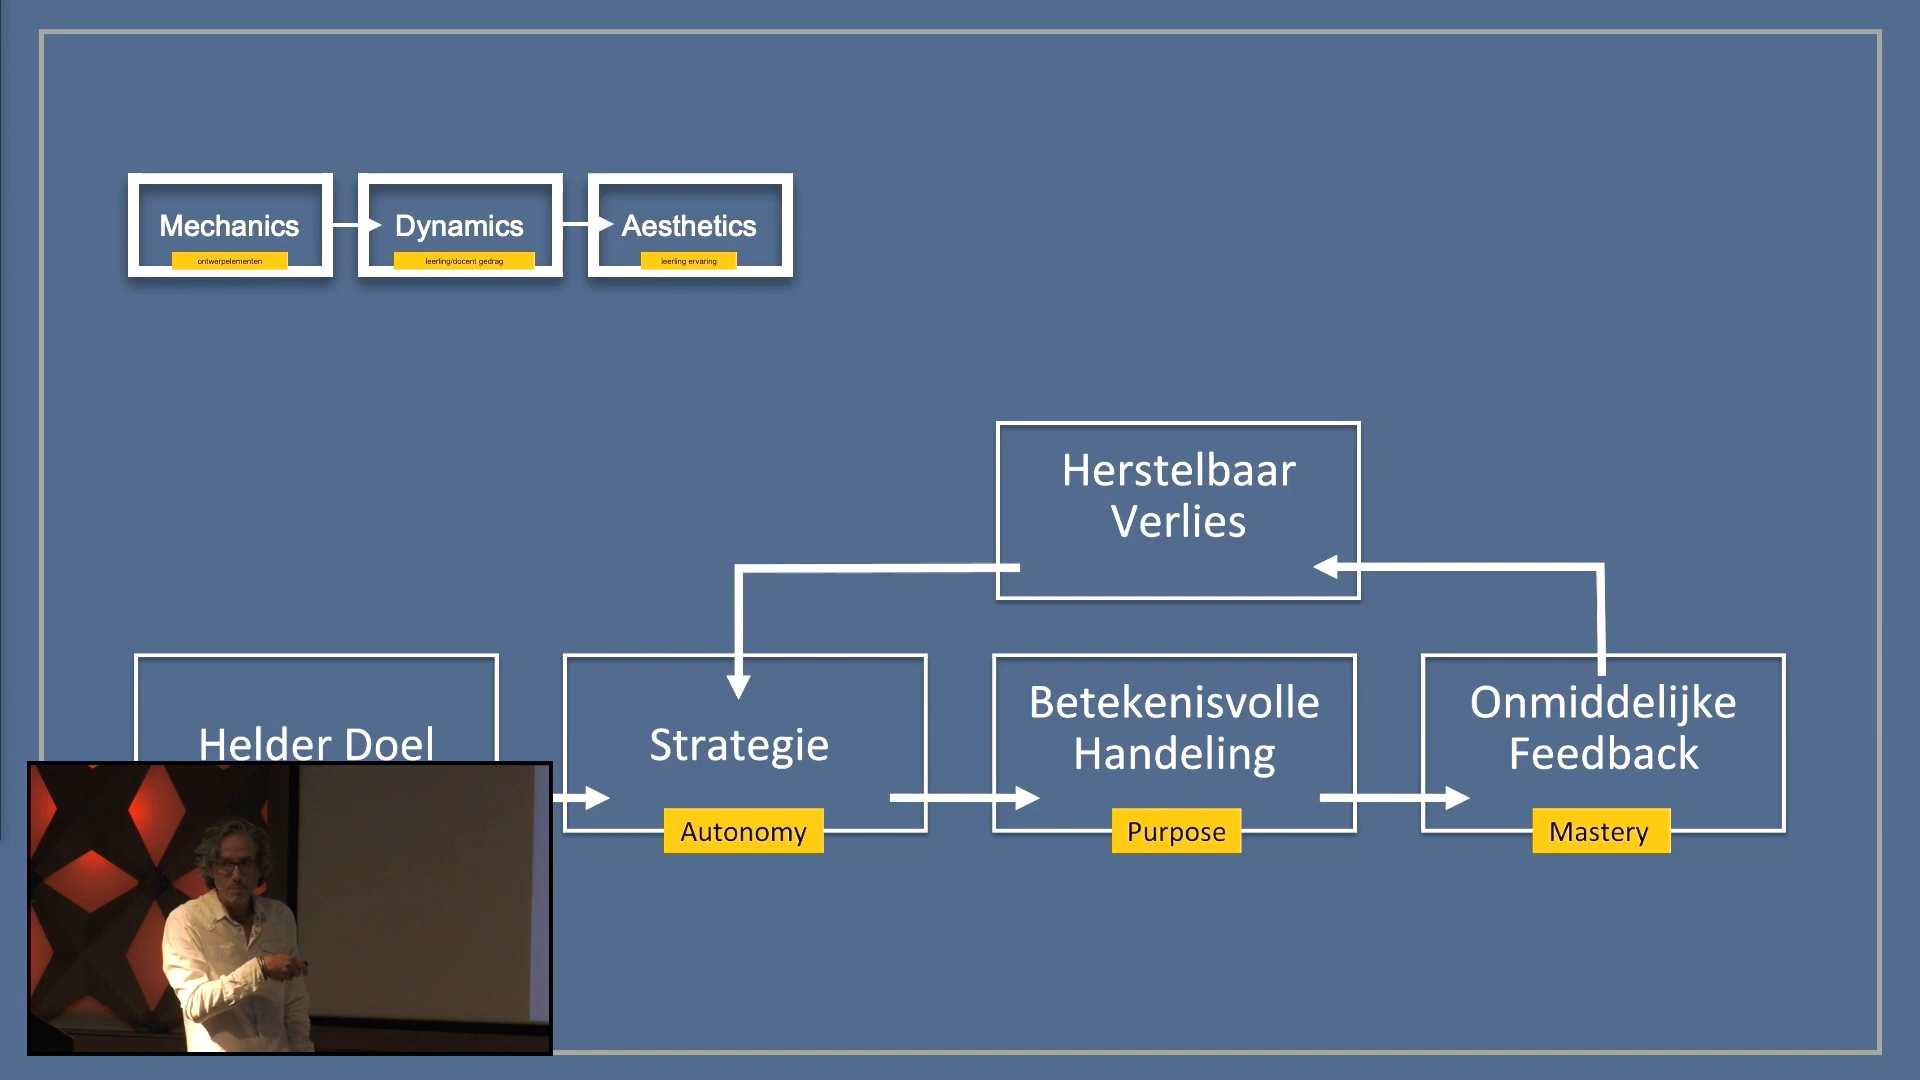 Mechanics
ontwerpelementen
Dynamics
leerling/docent gedrag
Aesthetics
leerling ervaring
Herstelbaar
Verlies
Helder Doel
Strategie
Autonomy
Betekenisvolle
Handeling
Purpose
Onmiddelijke
Feedback
Mastery